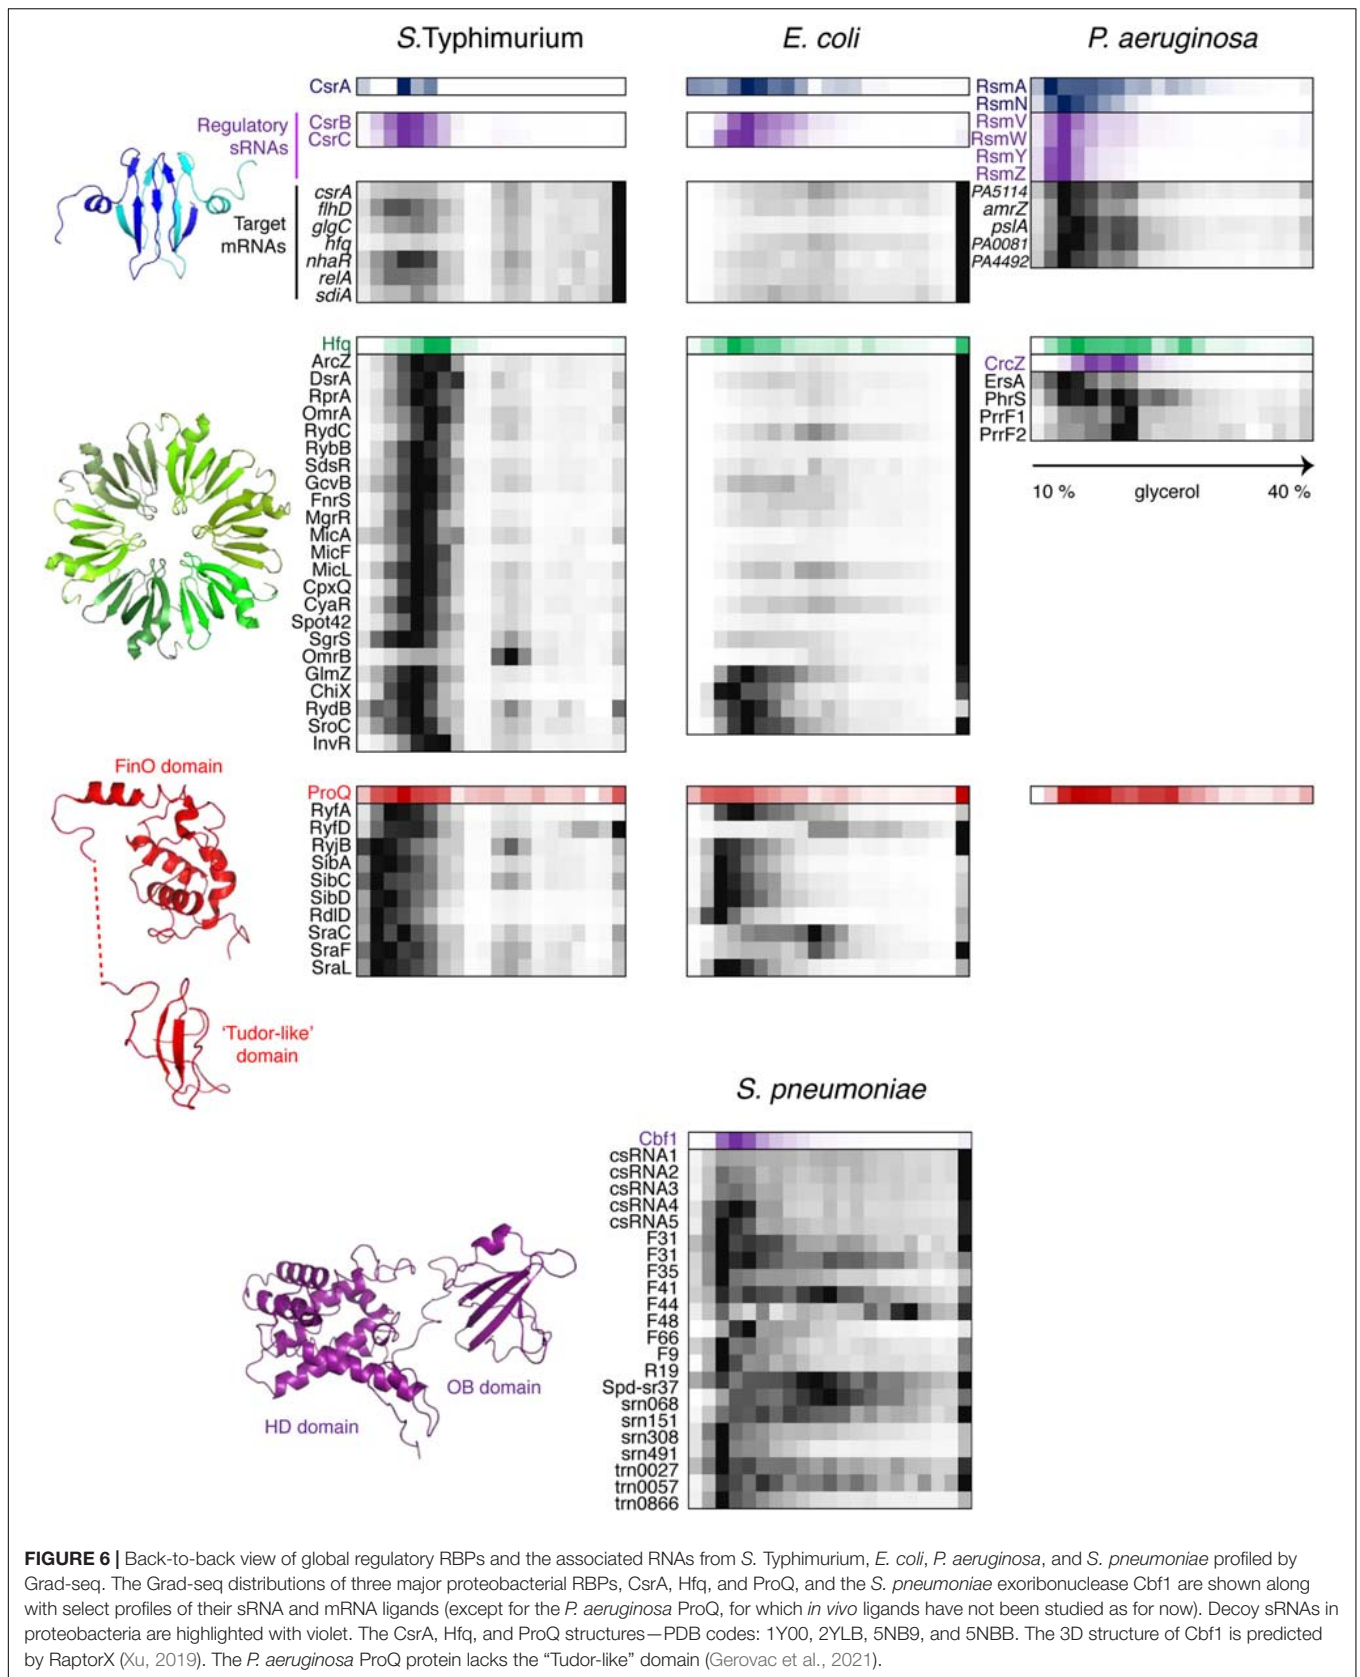 S.Typhimurium
E. coli
P. aeruginosa
CsrA
Regulatory
sRNAs
CsrB
CsrC
Target
mRNAs
csrA
flhD
glgC
hfq
nhaR
relA
sdiA
RsmA
RsmN
RsmV
RsmW
RsmY
RsmZ
PA5114
amrZ
pslA
PA0081
PA4492
Hfq
ArcZ
DsrA
RprA
OmrA
RydC
RybB
SdsR
GcvB
FnrS
MgrR
MicA
MicF
MicL
CpxQ
CyaR
Spot42
SgrS
OmrB
GlmZ
ChiX
RydB
SroC
InvR
CrcZ
ErsA
PhrS
PrrF1
PrrF2
10 % glycerol 40 %
FinO domain
ProQ
RyfA
RyfD
RyjB
SibA
SibC
SibD
RdlD
SraC
SraF
SraL
'Tudor-like'
domain
S. pneumoniae
Cbf1
csRNA1
csRNA2
csRNA3
csRNA4
csRNA5
F31
F31
F35
F41
F44
F48
F66
F9
R19
Spd-sr37
srn068
srn151
srn308
srn491
trn0027
trn0057
trn0866
OB domain
HD domain
FIGURE 6 | Back-to-back view of global regulatory RBPs and the associated RNAs from S. Typhimurium, E. coli, P. aeruginosa, and S. pneumoniae profiled by
Grad-seq. The Grad-seq distributions of three major proteobacterial RBPs, CsrA, Hfq, and ProQ, and the S. pneumoniae exoribonuclease Cbf1 are shown along
with select profiles of their sRNA and mRNA ligands (except for the P. aeruginosa ProQ, for which in vivo ligands have not been studied as for now). Decoy sRNAs in
proteobacteria are highlighted with violet. The CsrA, Hfq, and ProQ structures—PDB codes: 1Y00, 2YLB, 5NB9, and 5NBB. The 3D structure of Cbf1 is predicted
by RaptorX (Xu, 2019). The P. aeruginosa ProQ protein lacks the “Tudor-like” domain (Gerovac et al., 2021).